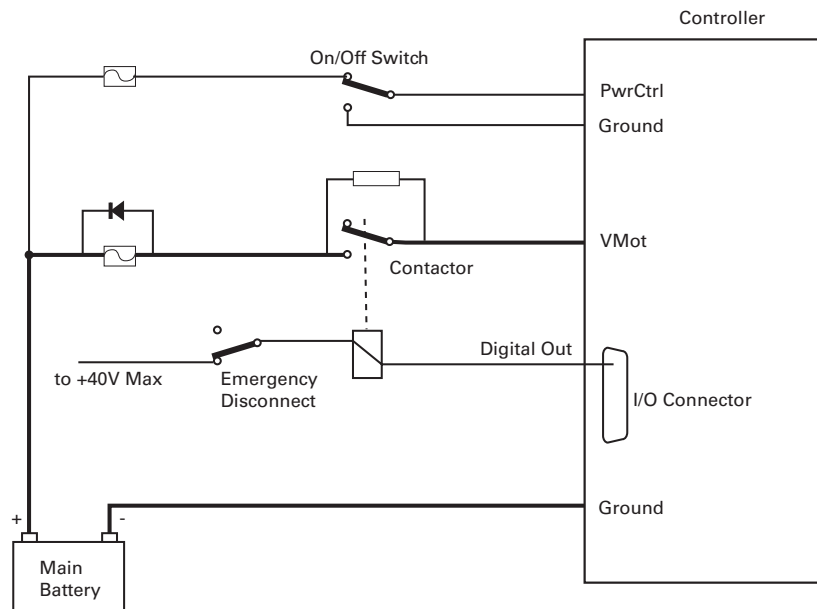 Controller
On/Off Switch
PwrCtrl
Ground
VMot
Contactor
Digital Out
to +40V Max
Emergency
Disconnect
I/O Connector
Ground
+ -
Main
Battery